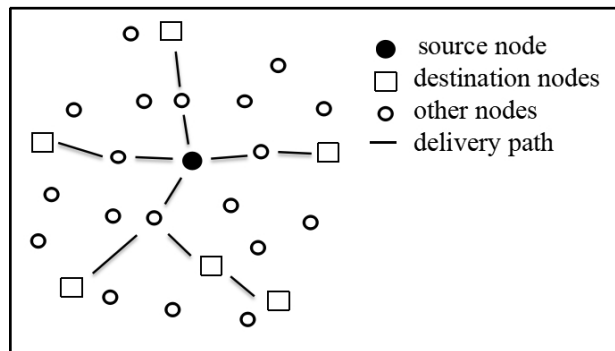 source node
destination nodes
other nodes
delivery path